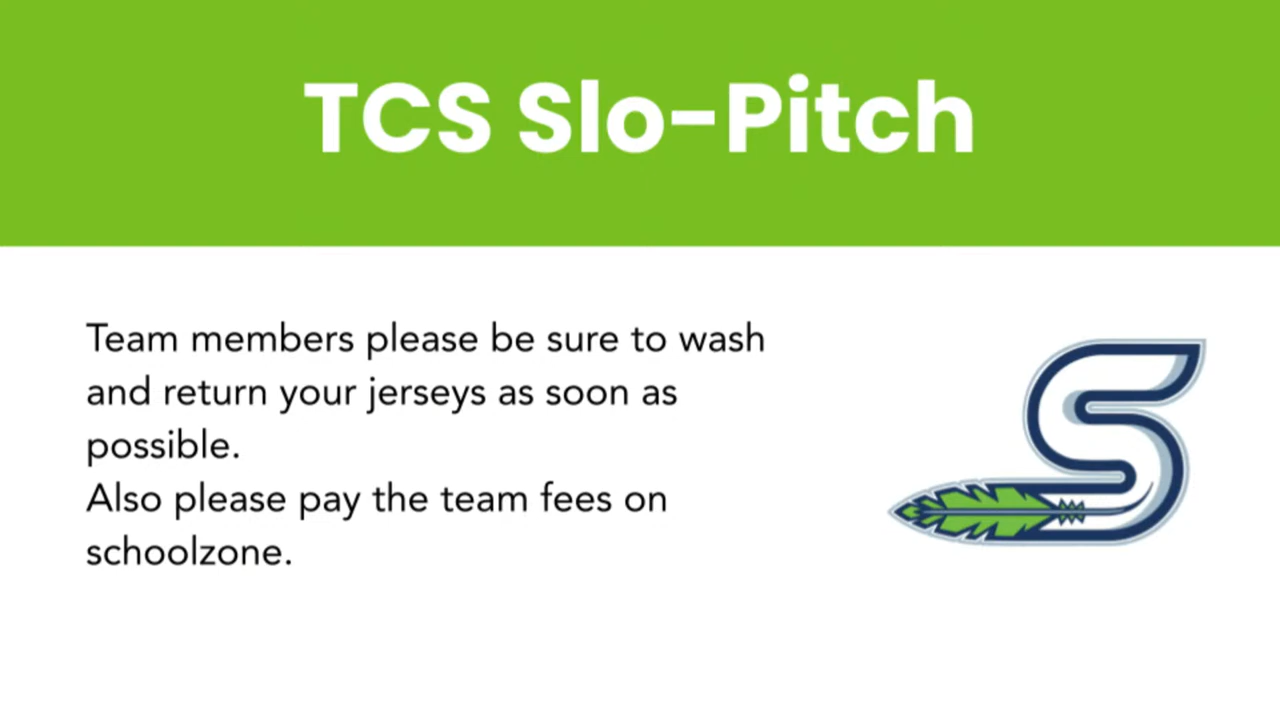 TCS Slo-Pitch
Team members please be sure to wash
and return your jerseys as soon as
possible.
Also please pay the team fees on
schoolzone.
S